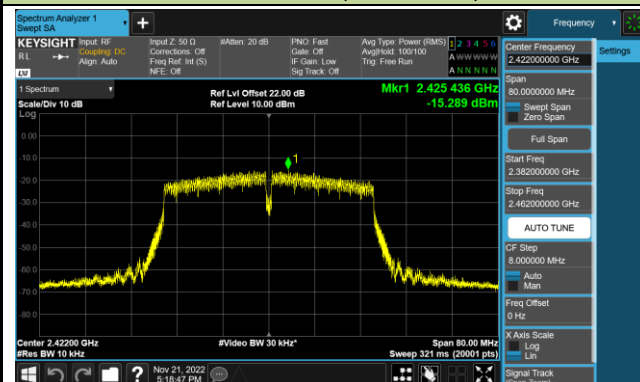 Spectrum Analyzer 1
Swept SA
Frequency
KEYSIGHT
Input: RF
Coupling: DC
Align: Auto
Input Z: 50 Ω
Corrections: Off
Freq Ref: Int (S)
NFE: Off
#Atten: 20 dB
PNO: Fast
Gate: Off
IF Gain: Low
Sig Track: Off
Avg Type: Power (RMS)
Avg|Hold: 100/100
Trig: Free Run
1 2 3 4 5 6
A W W W W W
A N N N N N
RL
LXI
1 Spectrum
Scale/Div 10 dB
Log
Ref Lvl Offset 22.00 dB
Ref Level 10.00 dBm
Mkr1 2.425 436 GHz
-15.289 dBm
1
0.00
-10.0
-20.0
-30.0
-40.0
-50.0
-60.0
-70.0
-80.0
Center 2.42200 GHz
#Res BW 10 kHz
#Video BW 30 kHz*
Span 80.00 MHz
Sweep 321 ms (20001 pts)
Nov 21, 2022
5:18:47 PM
Center Frequency
2.422000000 GHz
Settings
Span
80.0000000 MHz
Swept Span
Zero Span
Full Span
Start Freq
2.382000000 GHz
Stop Freq
2.462000000 GHz
AUTO TUNE
CF Step
8.000000 MHz
Auto
Man
Freq Offset
0 Hz
X Axis Scale
Log
Lin
Signal Track